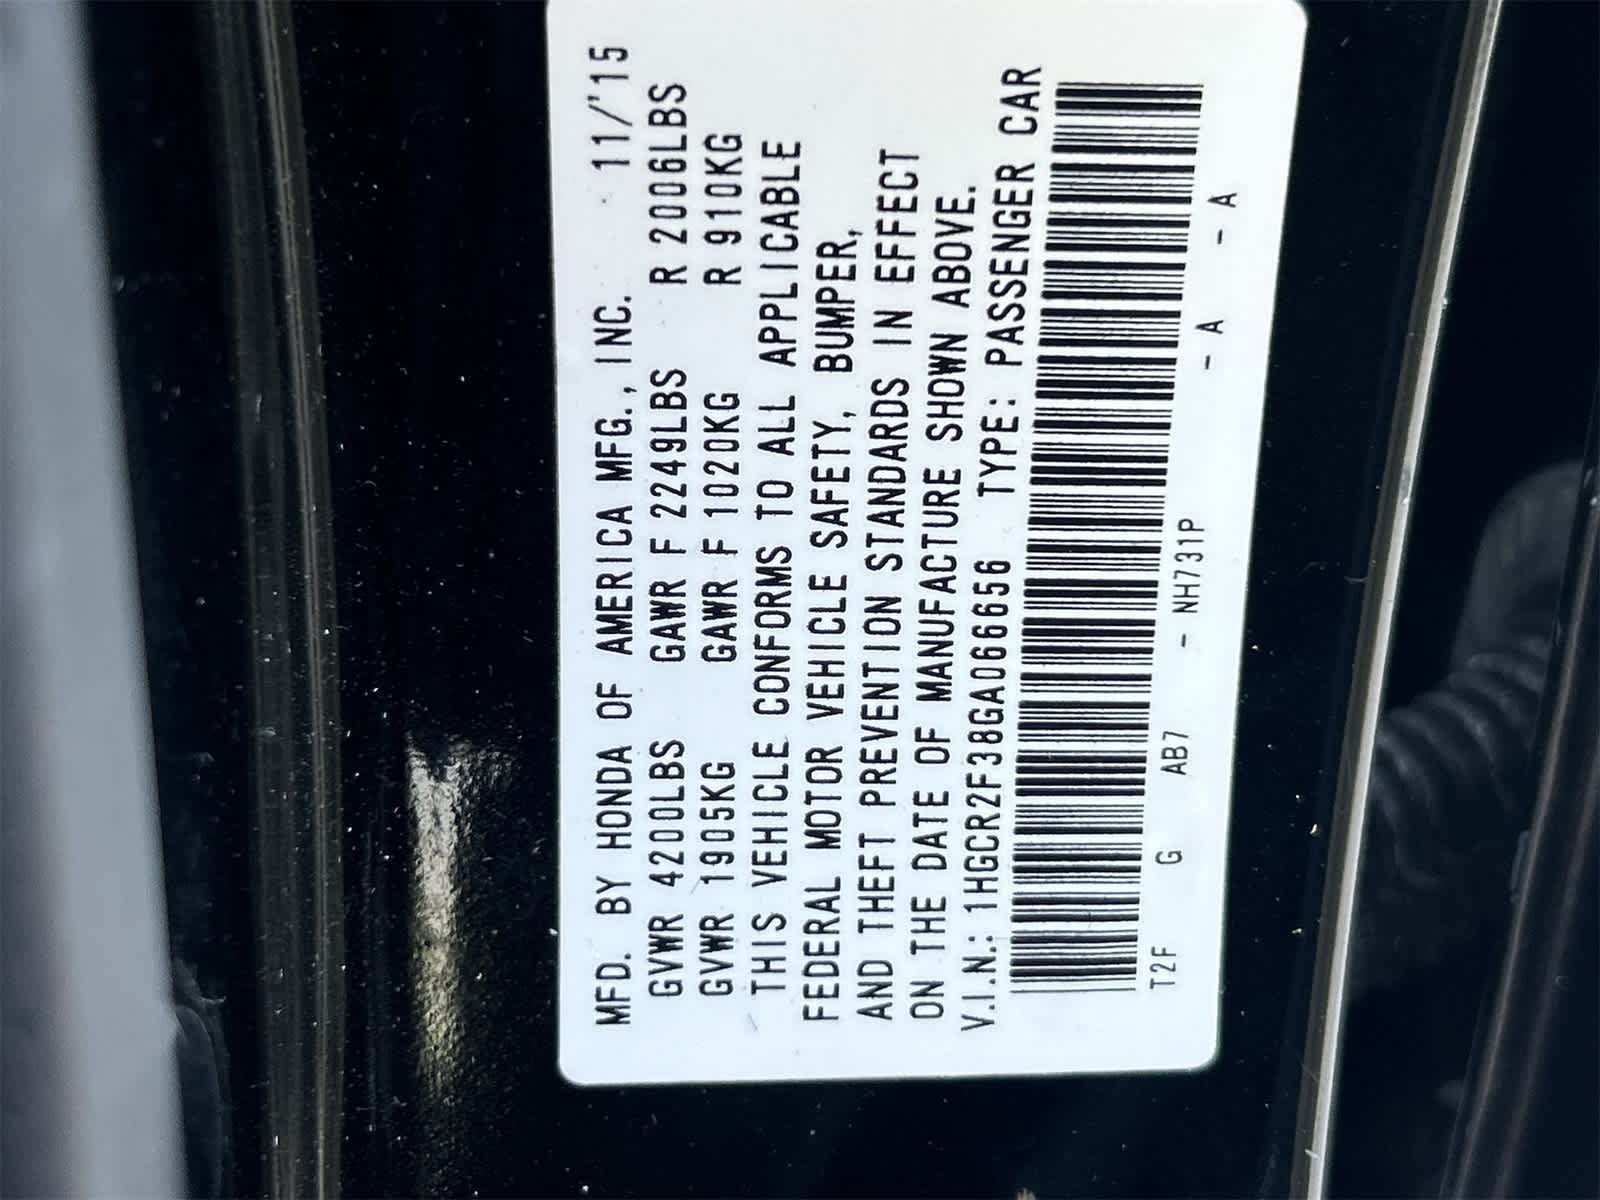 MFD. BY HONDA OF AMERICA MFG., INC. 11/'15
GVWR 4200LBS GAWR F 2249LBS R 2006LBS
GVWR 1905KG GAWR F 1020KG R 910KG
THIS VEHICLE CONFORMS TO ALL APPLICABLE
FEDERAL MOTOR VEHICLE SAFETY, BUMPER,
AND THEFT PREVENTION STANDARDS IN EFFECT
ON THE DATE OF MANUFACTURE SHOWN ABOVE.
V.I.N.: 1HGCR2F38GA066656 TYPE: PASSENGER CAR
T2F G AB7 - NH731P - A - A